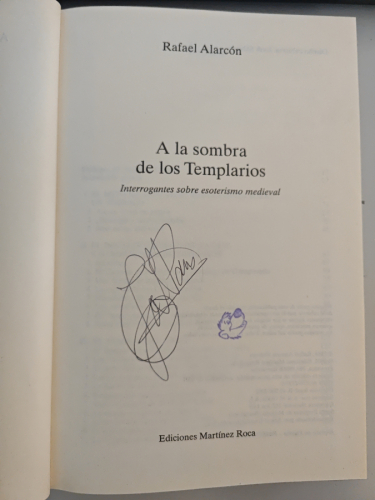 Rafael Alarcón
A la sombra
de los Templarios
Interrogantes sobre esoterismo medieval
Ediciones Martínez Roca